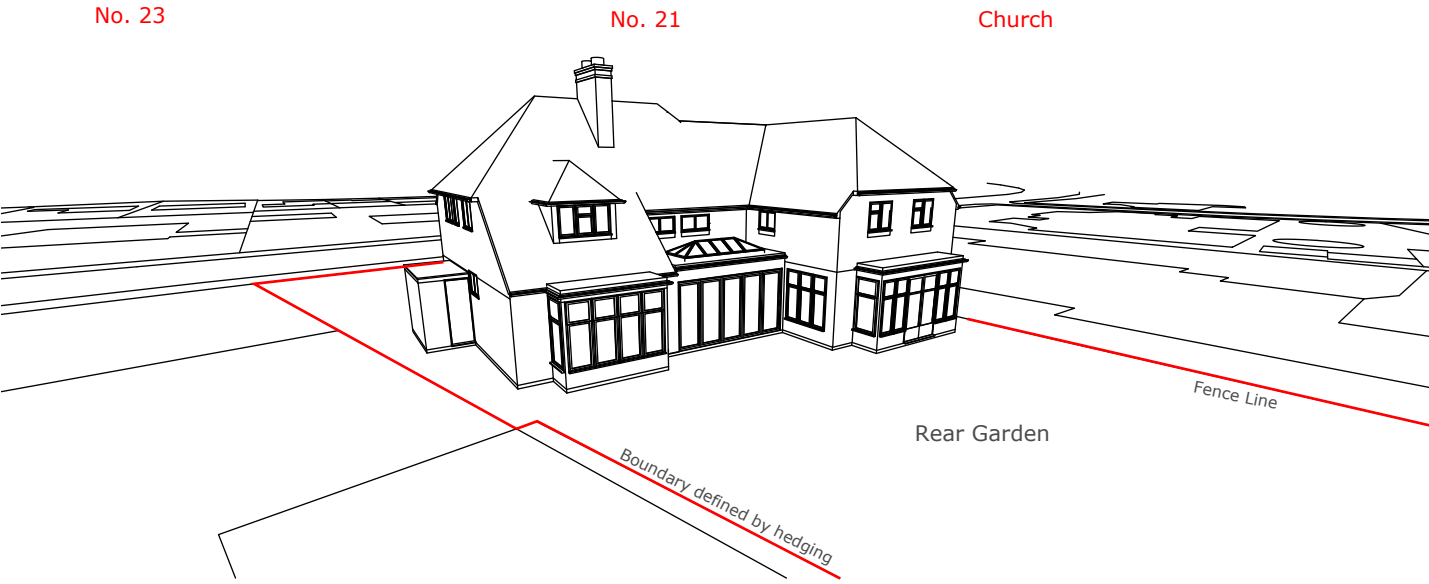 No. 23
No. 21
Church
Fence Line
Rear Garden
Boundary defined by hedging